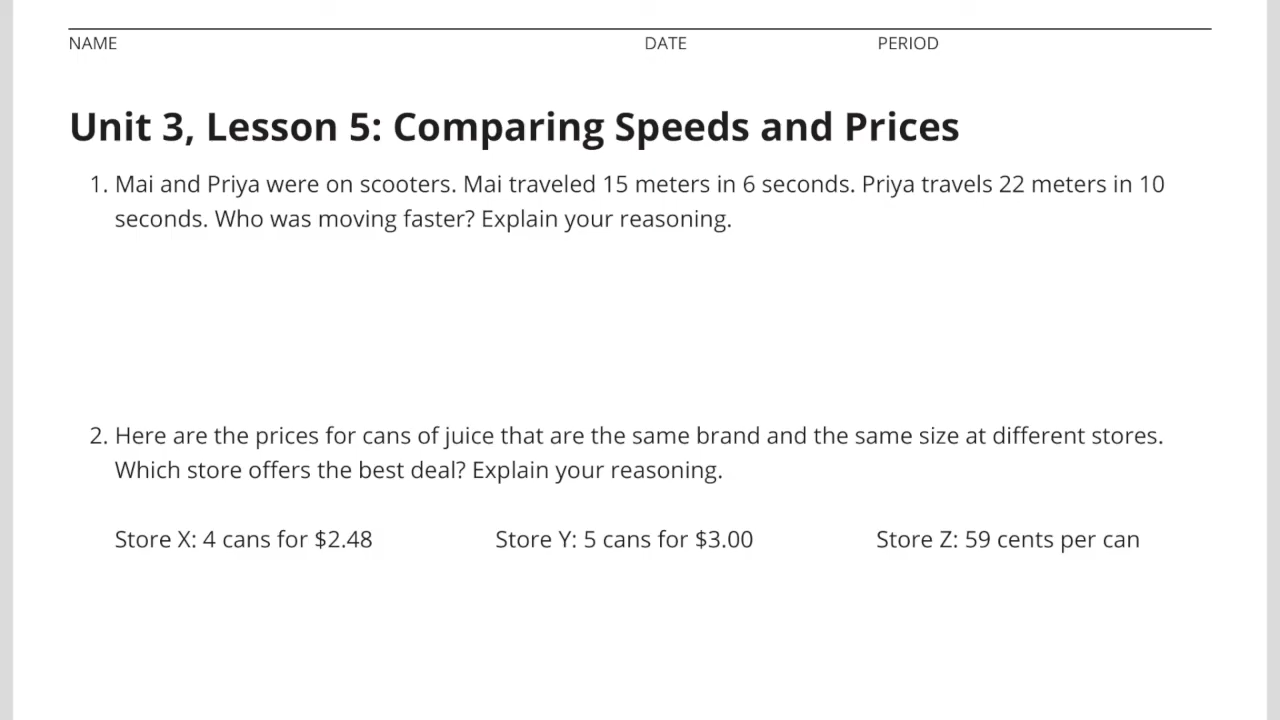 NAME DATE PERIOD
Unit 3, Lesson 5: Comparing Speeds and Prices
1. Mai and Priya were on scooters. Mai traveled 15 meters in 6 seconds. Priya travels 22 meters in 10
seconds. Who was moving faster? Explain your reasoning.
2. Here are the prices for cans of juice that are the same brand and the same size at different stores.
Which store offers the best deal? Explain your reasoning.
Store X: 4 cans for $2.48 Store Y: 5 cans for $3.00 Store Z: 59 cents per can